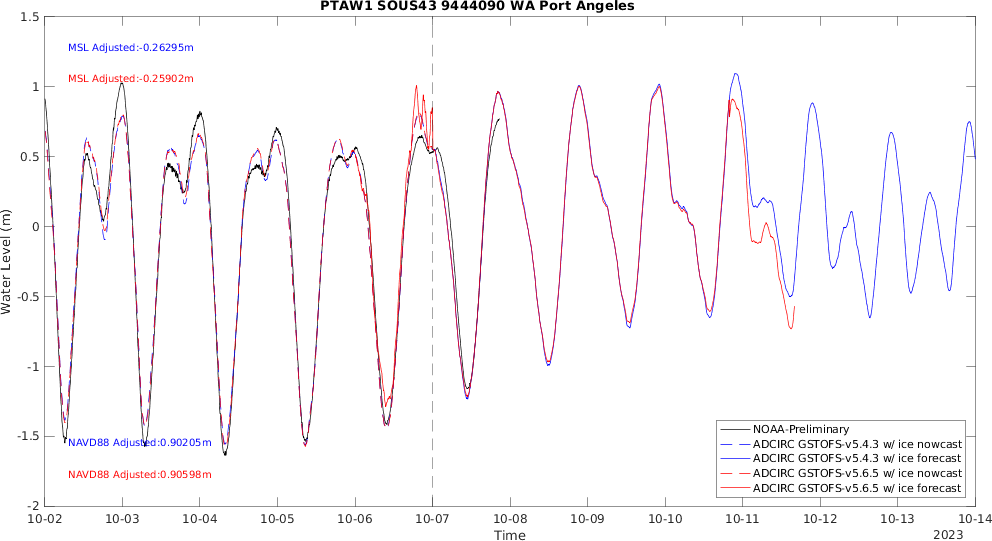 PTAW1 SOUS43 9444090 WA Port Angeles
1.5
MSL Adjusted:-0.26295m
MSL Adjusted:-0.25902m
1
0.5
0
-0.5
-1
-1.5
-2
Water Level (m)
NAVD88 Adjusted:0.90205m
NAVD88 Adjusted:0.90598m
NOAA-Preliminary
ADCIRC GSTOFS-v5.4.3 w/ ice nowcast
ADCIRC GSTOFS-v5.4.3 w/ ice forecast
ADCIRC GSTOFS-v5.6.5 w/ ice nowcast
ADCIRC GSTOFS-v5.6.5 w/ ice forecast
10-02 10-03 10-04 10-05 10-06 10-07 10-08 10-09 10-10 10-11 10-12 10-13 10-14
Time
2023